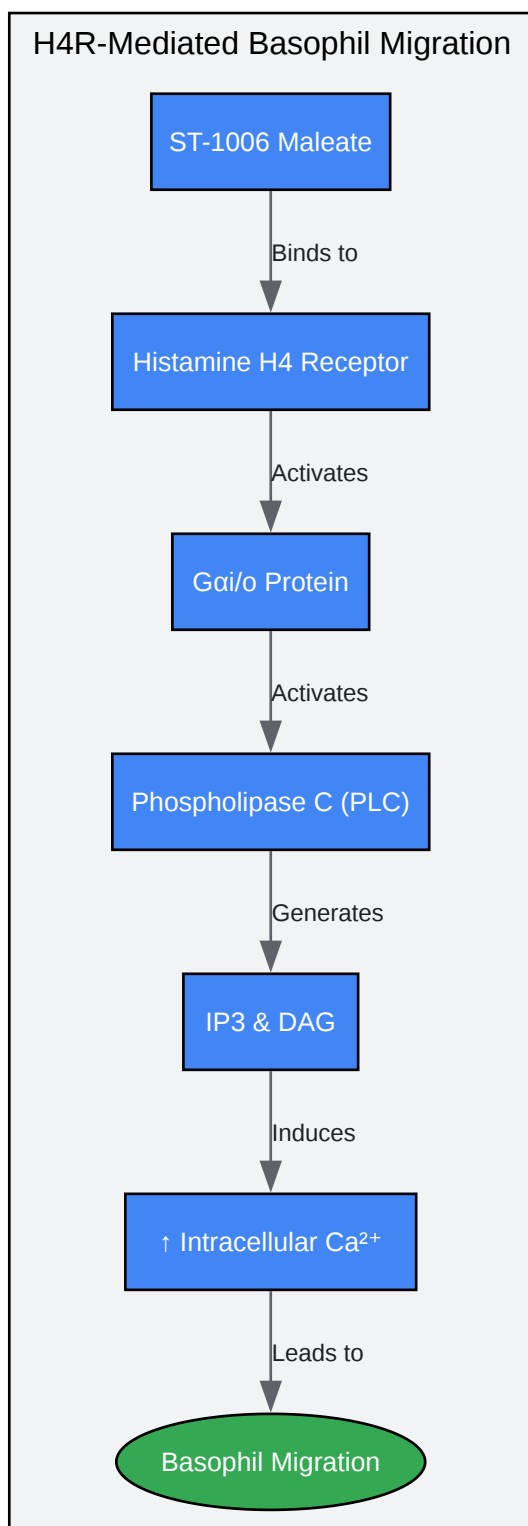 H4R-Mediated Basophil Migration
ST-1006 Maleate
Binds to
Histamine H4 Receptor
Activates
Gαi/o Protein
Activates
Phospholipase C (PLC)
Generates
IP3 & DAG
Induces
↑ Intracellular Ca²⁺
Leads to
Basophil Migration